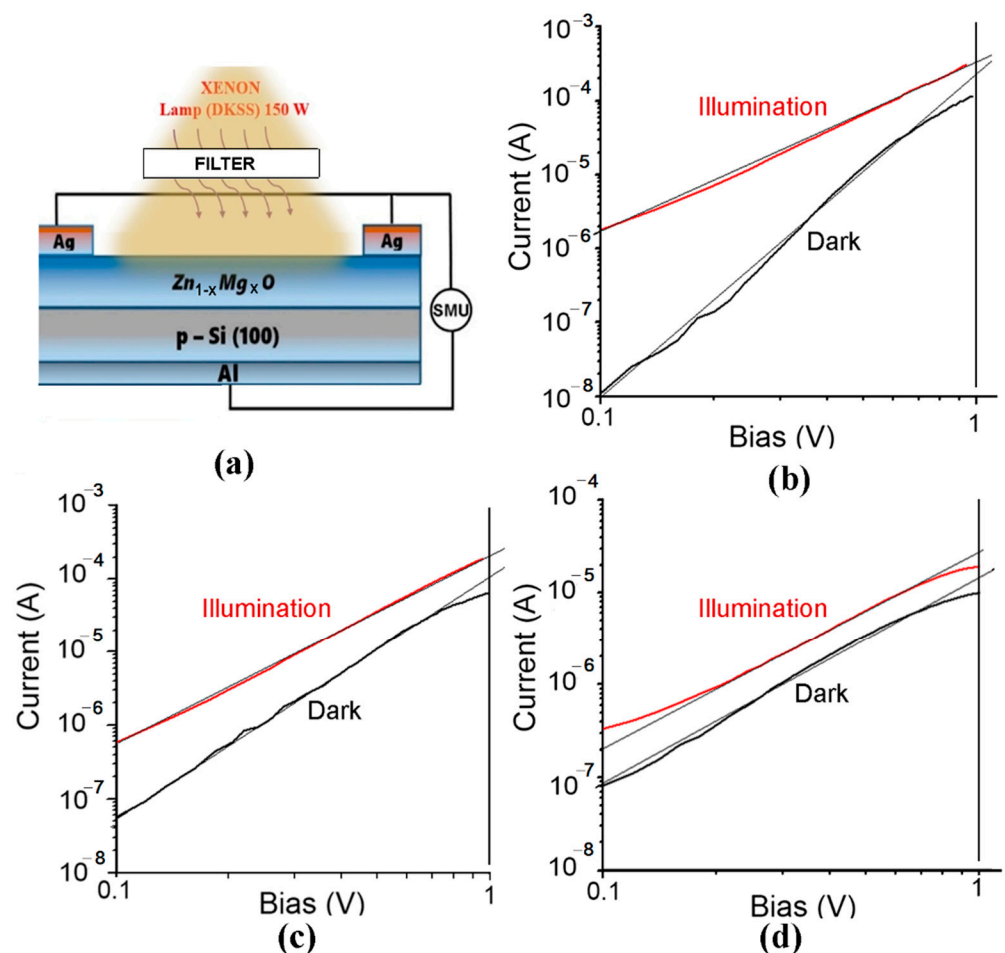 XENON
Lamp (DKSS) 150 W
FILTER
Ag
Ag
Zn₁₋ₓMgₓO
SMU
p – Si (100)
Al
(a)
10⁻³
10⁻⁴
10⁻⁵
10⁻⁶
10⁻⁷
10⁻⁸
Current (A)
Illumination
Dark
0.1
1
Bias (V)
(b)
10⁻³
10⁻⁴
10⁻⁵
10⁻⁶
10⁻⁷
10⁻⁸
Current (A)
Illumination
Dark
0.1
1
Bias (V)
(c)
10⁻⁴
10⁻⁵
10⁻⁶
10⁻⁷
10⁻⁸
Current (A)
Illumination
Dark
0.1
1
Bias (V)
(d)